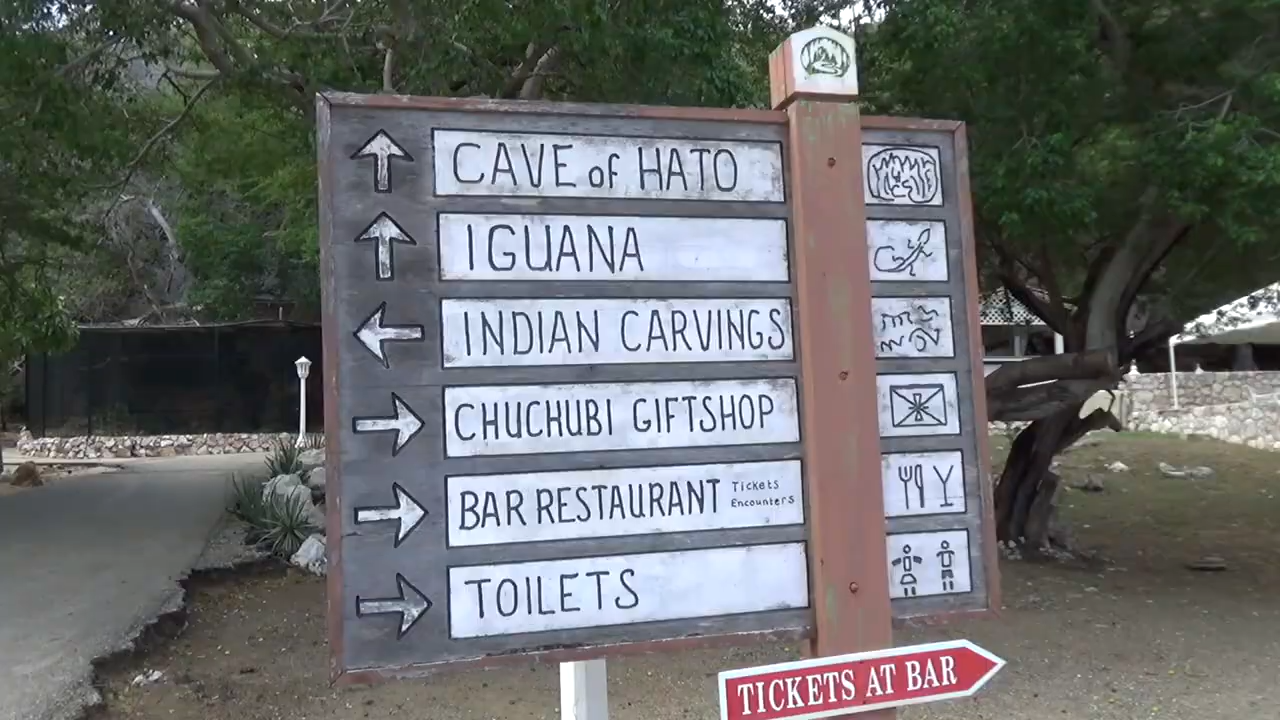 CAVE of HATO
IGUANA
INDIAN CARVINGS
CHUCHUBI GIFTSHOP
BAR RESTAURANT Tickets
Encounters
TOILETS
TICKETS AT BAR